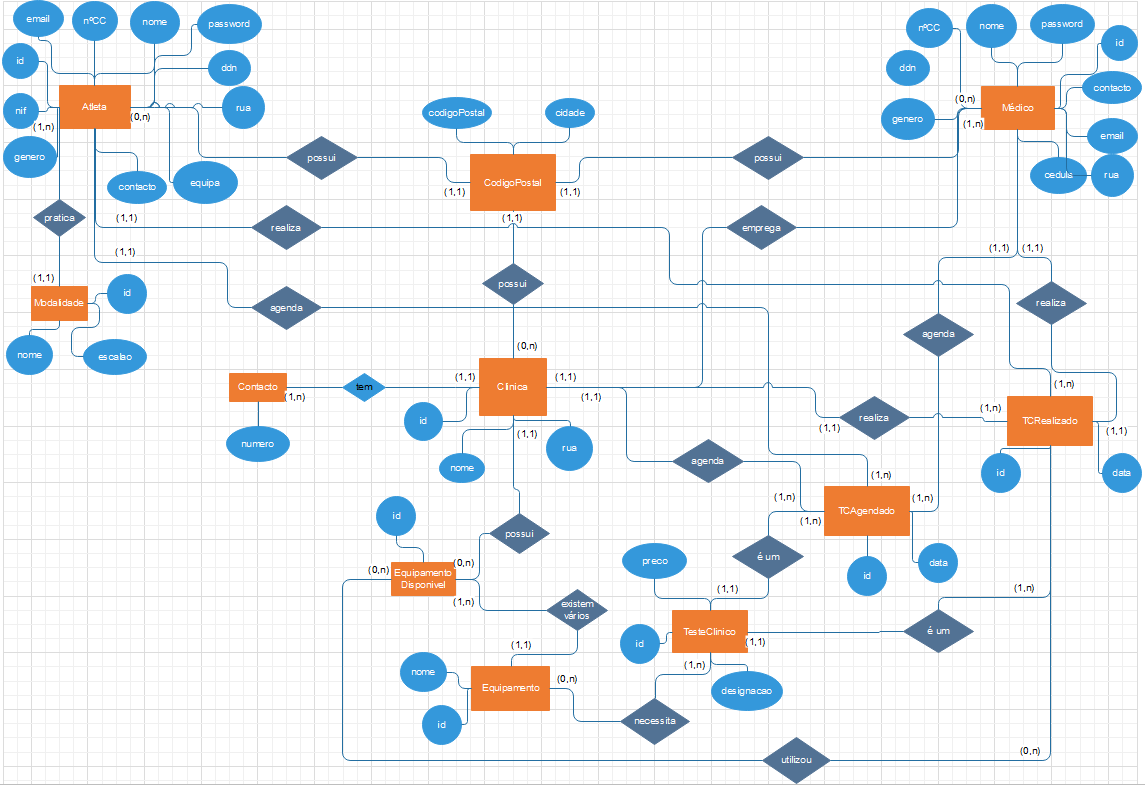 email
nºCC
nome
password
id
ddn
Atleta
nif
rua
(1,n)
(0,n)
genero
contacto
equipa
pratica
(1,1)
(1,1)
(1,1)
Modalidade
id
nome
escalao
possui
realiza
agenda
codigoPostal
cidade
CodigoPostal
(1,1)
(1,1)
(1,1)
possui
possui
emprega
nºCC
nome
password
id
ddn
contacto
(0,n)
Médico
genero
(1,n)
email
cedula
rua
(1,1)
(1,1)
realiza
agenda
(0,n)
Contacto
(1,n)
tem
(1,1)
Clinica
(1,1)
(1,1)
numero
id
nome
(1,1)
rua
realiza
(1,1)
(1,n)
(1,n)
TCRealizado
(1,1)
id
data
agenda
(1,n)
(1,n)
(1,n)
TCAgendado
(1,n)
id
data
possui
id
(0,n)
Equipamento
Disponivel
(0,n)
(1,n)
existem
vários
é um
preco
(1,1)
id
TesteClinico
(1,1)
(1,n)
designacao
é um
(1,n)
(1,1)
nome
Equipamento
(0,n)
id
necessita
utilizou
(0,n)